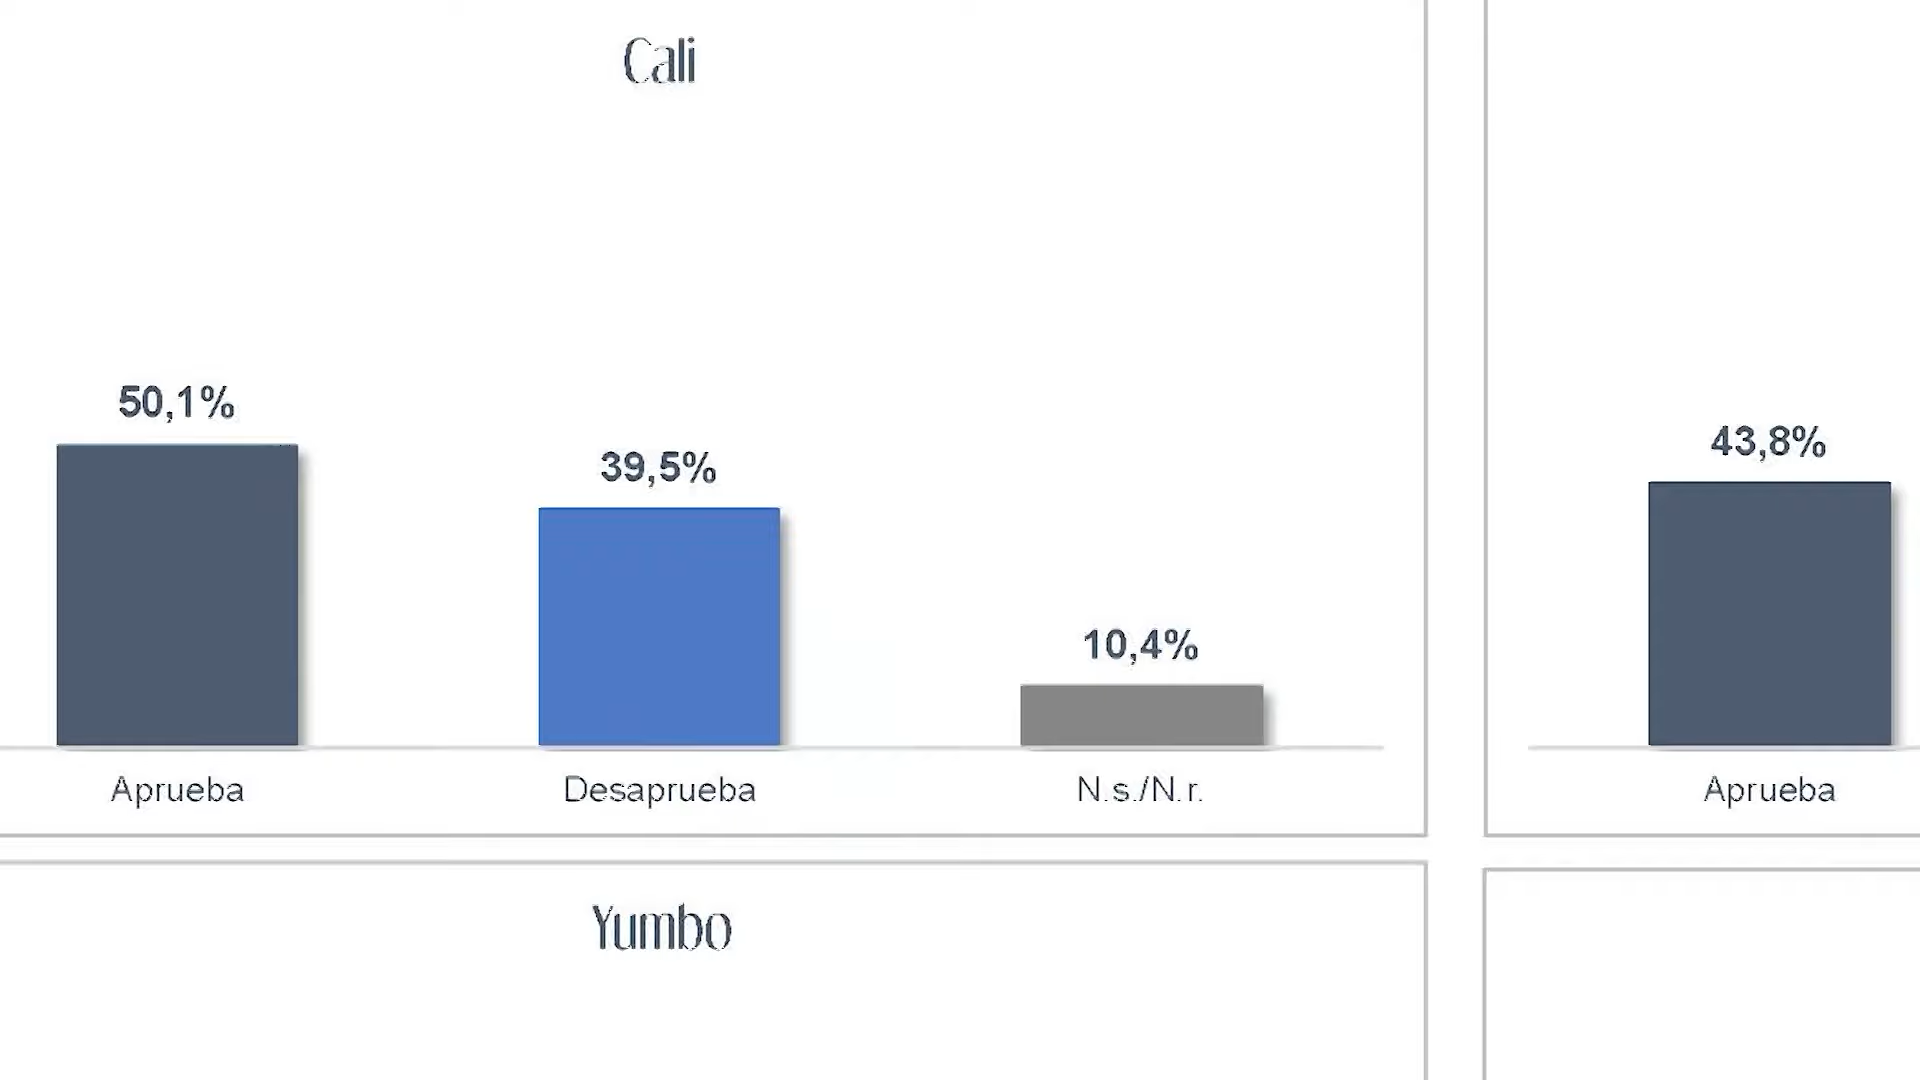 Cali
50,1%
39,5%
10,4%
Aprueba
Desaprueba
N.s./N.r.
43,8%
Aprueba
Yumbo